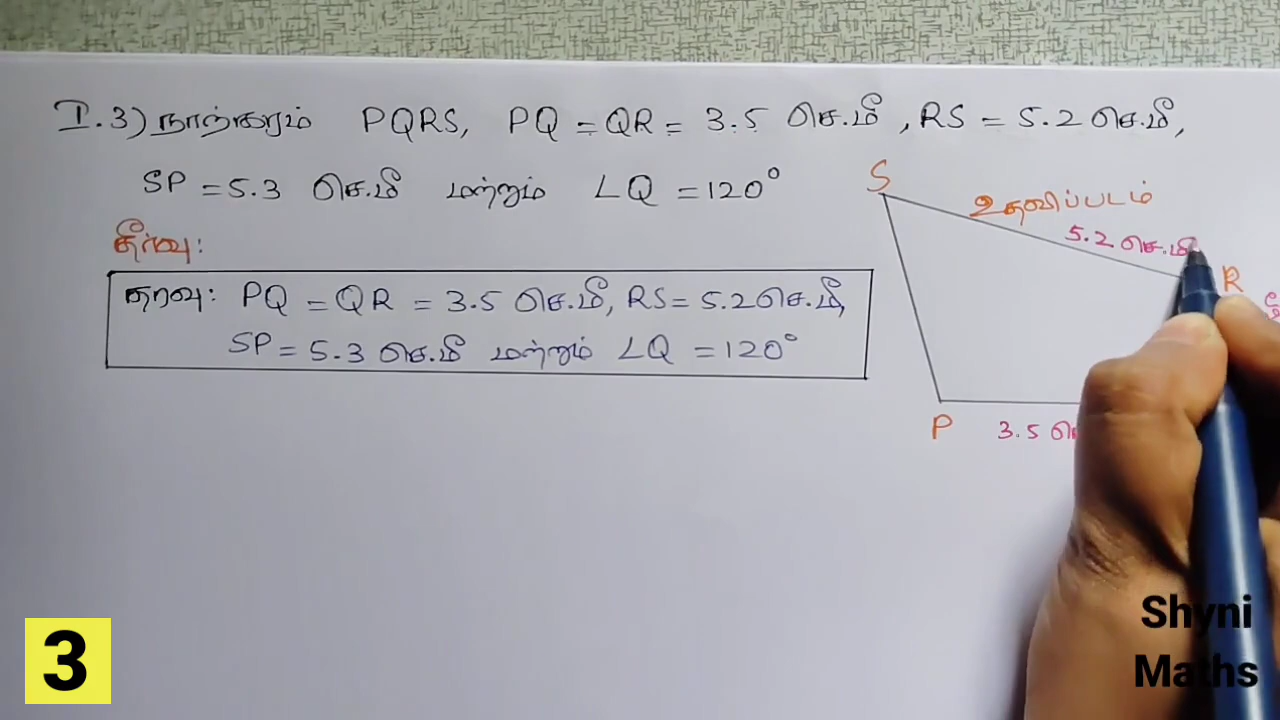 I. 3) நாற்கரம் PQRS, PQ = QR = 3.5 செ.மீ, RS = 5.2 செ.மீ,
SP = 5.3 செ.மீ மற்றும் ∠Q = 120°
தீர்வு:
தரவு: PQ = QR = 3.5 செ.மீ, RS = 5.2 செ.மீ,
SP = 5.3 செ.மீ மற்றும் ∠Q = 120°
S
உதவிப்படம்
5.2 செ.மீ
R
P
3.5
3
Shyni
Maths